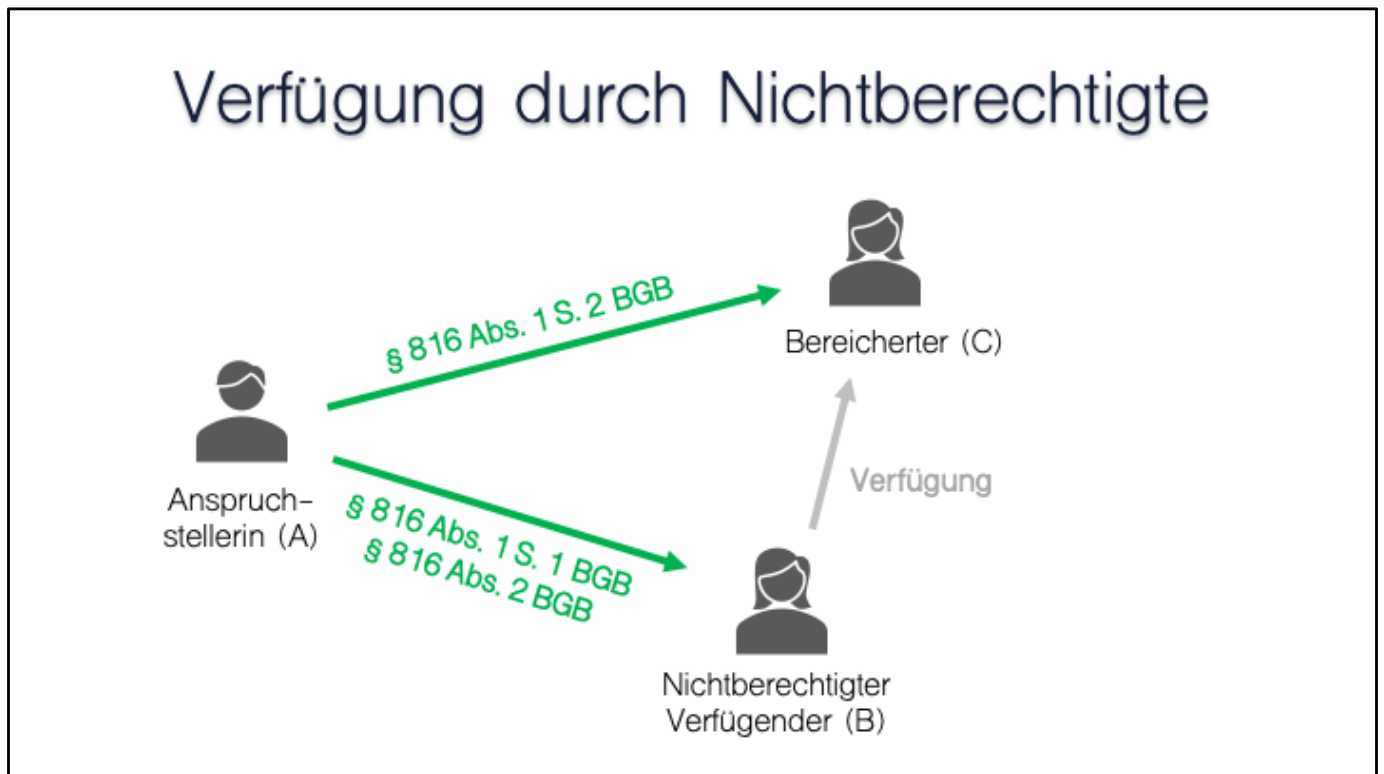 Verfügung durch Nichtberechtigte
§ 816 Abs. 1 S. 2 BGB
Bereicherter (C)
Anspruch-
stellerin (A)
Verfügung
§ 816 Abs. 1 S. 1 BGB
§ 816 Abs. 2 BGB
Nichtberechtigter
Verfügender (B)